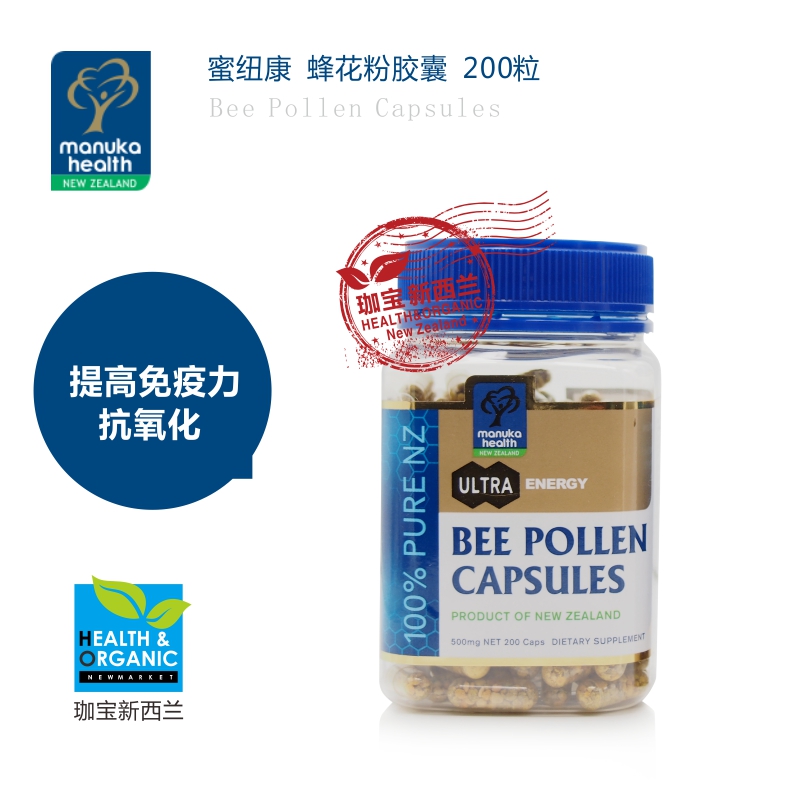 manuka
health
NEW ZEALAND
蜜纽康 蜂花粉胶囊 200粒
Bee Pollen Capsules
珈宝新西兰
HEALTH&ORGANIC
New Zealand
提高免疫力
抗氧化
manuka
health
NEW ZEALAND
ULTRA ENERGY
100% PURE NZ
BEE POLLEN
CAPSULES
PRODUCT OF NEW ZEALAND
500mg NET 200 Caps DIETARY SUPPLEMENT
HEALTH &
ORGANIC
NEWMARKET
珈宝新西兰